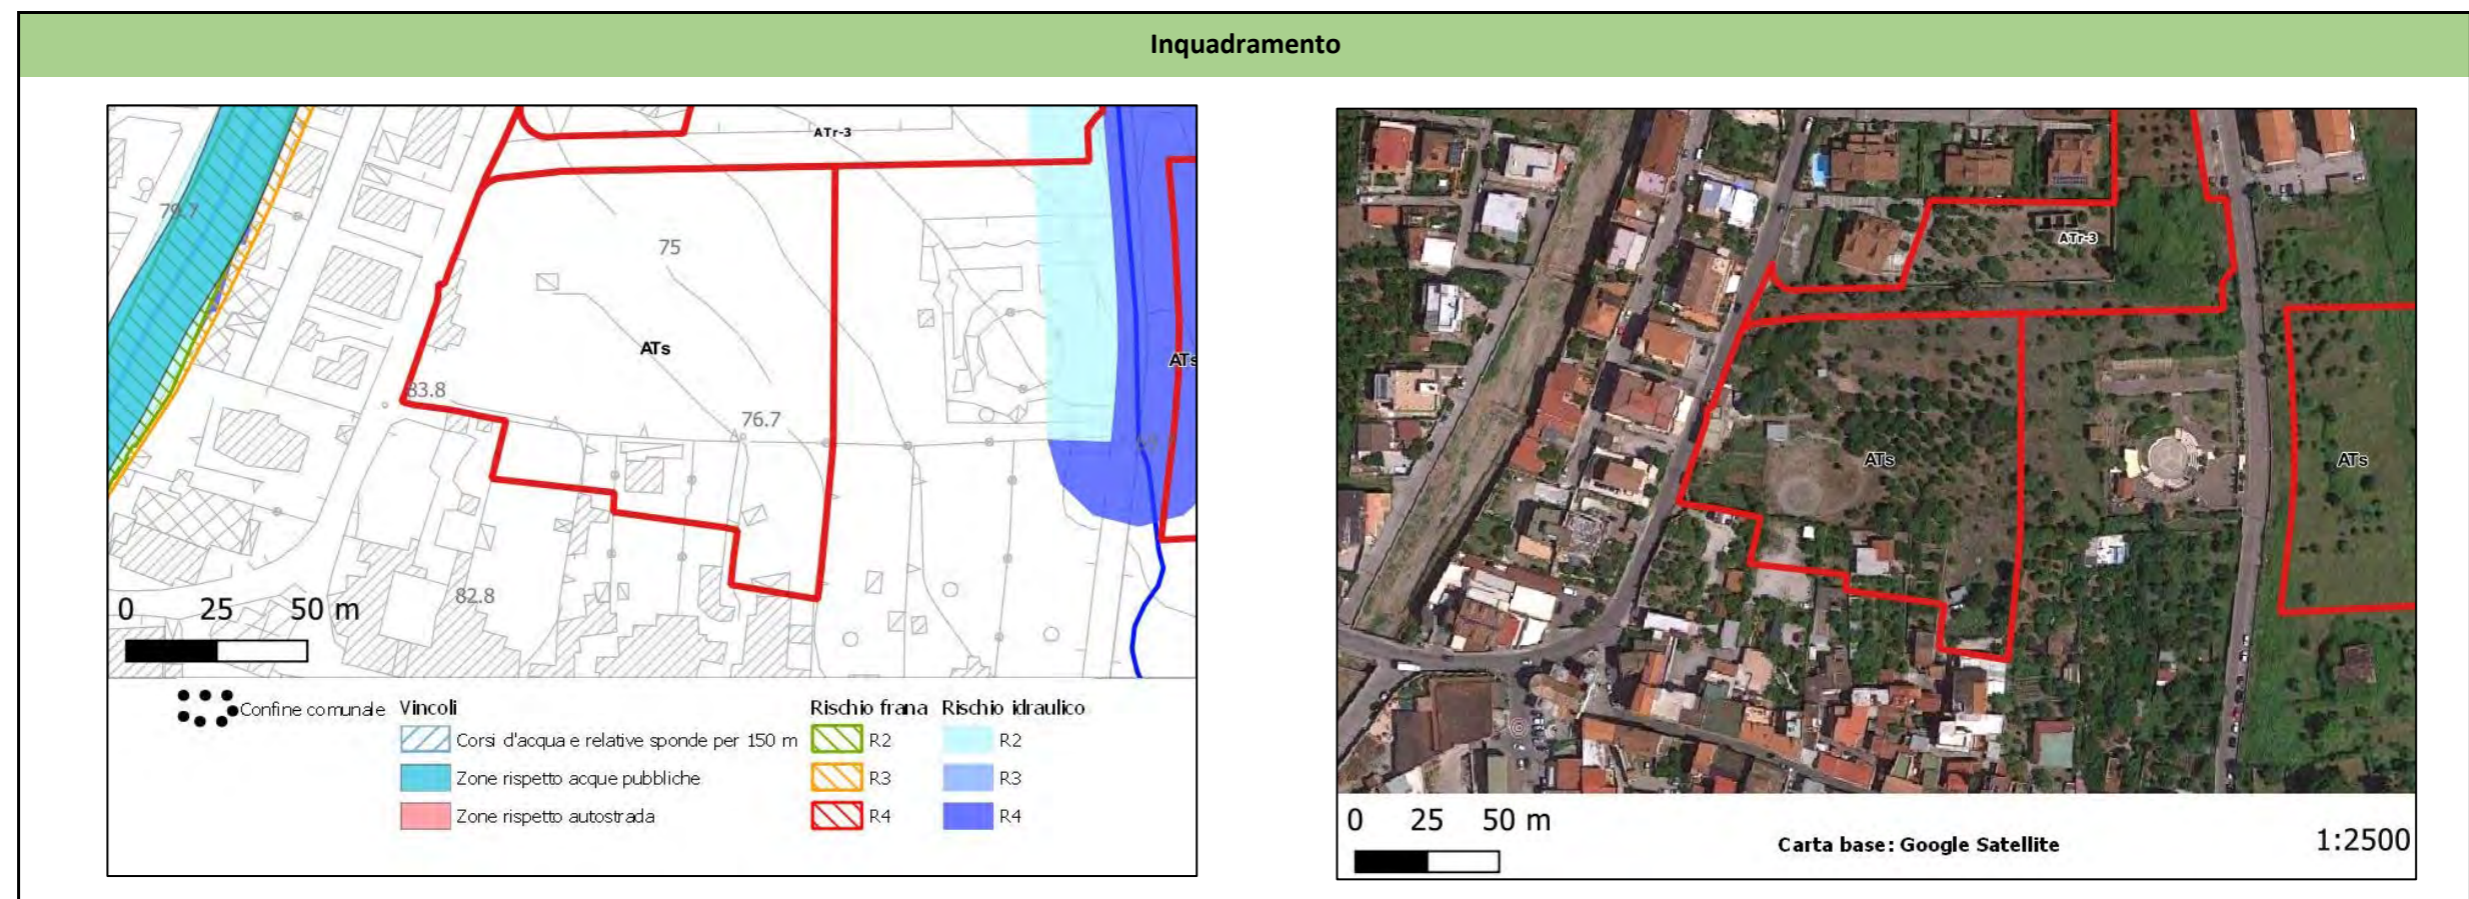 Inquadramento
ATr-3
79.7
75
ATs
ATs
83.8
76.7
82.8
0 25 50 m
Confine comunale
Vincoli
Corsi d'acqua e relative sponde per 150 m
Zone rispetto acque pubbliche
Zone rispetto autostrada
Rischio frana
R2
R3
R4
Rischio idraulico
R2
R3
R4
ATr-3
ATs
ATs
0 25 50 m
Carta base: Google Satellite
1:2500